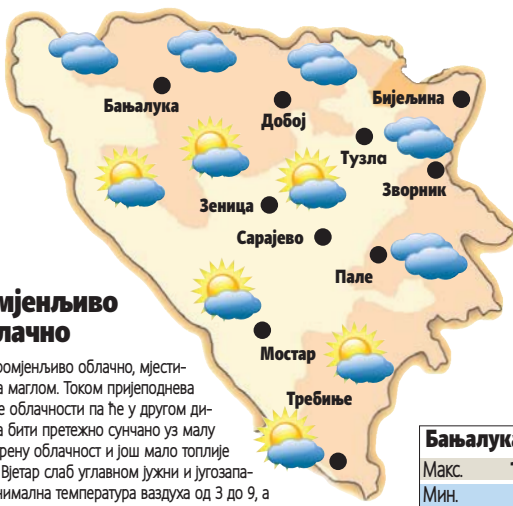 Бањалука
Добој
Бијељина
Тузла
Зворник
Зеница
Сарајево
Пале
Мостар
Требиње
мјенљиво
лачно
ромјенљиво облачно, мјести-
а маглом. Током пријеподнева
е облачности па ће у другом ди-
а бити претежно сунчано уз малу
рену облачност и још мало топлије
Вјетар слаб углавном јужни и југозапа-
нимална температура ваздуха од 3 до 9, а
Бањалука
Макс.
Мин.